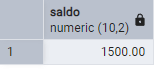 saldo
numeric (10,2)
1
1500.00